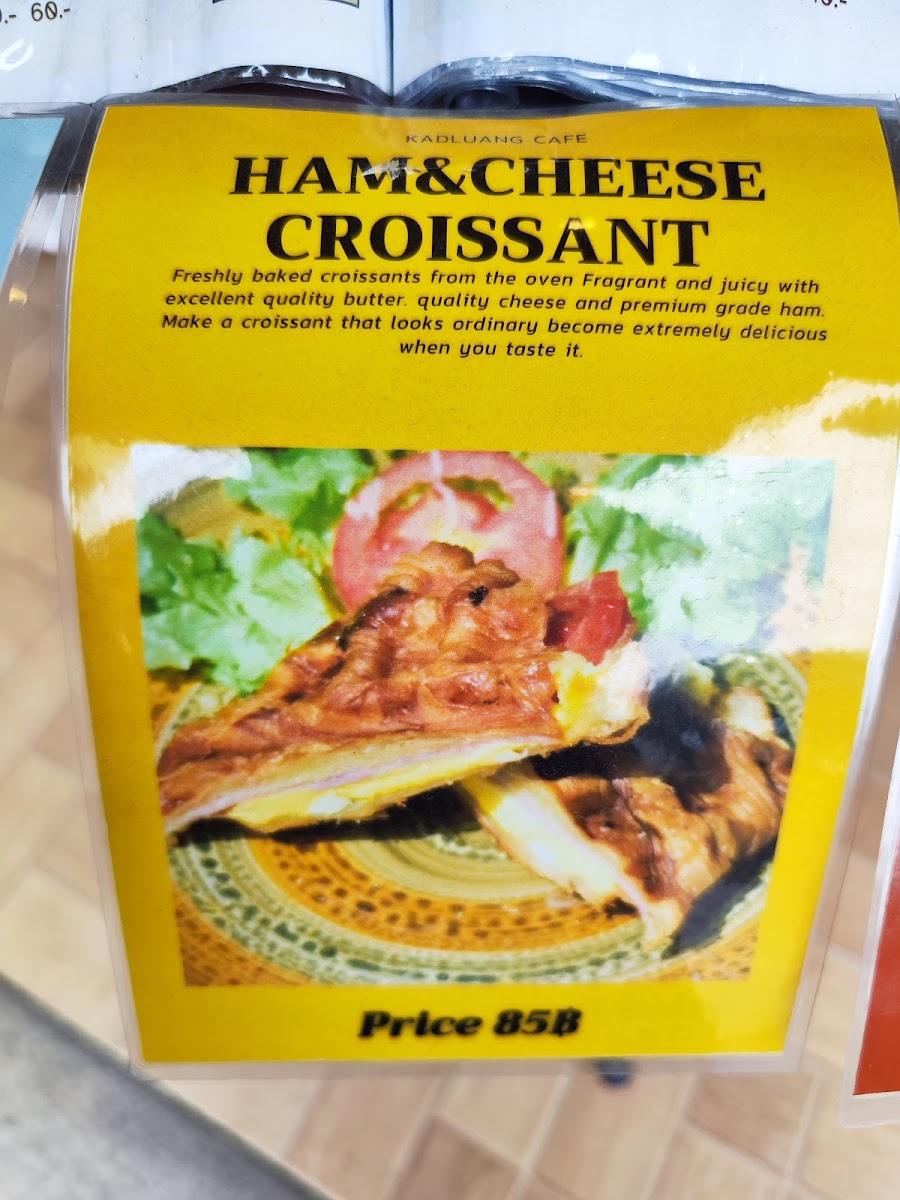 60.-
KADLUANG CAFE
HAM&CHEESE
CROISSANT
Freshly baked croissants from the oven Fragrant and juicy with
excellent quality butter. quality cheese and premium grade ham.
Make a croissant that looks ordinary become extremely delicious
when you taste it.
Price 85฿